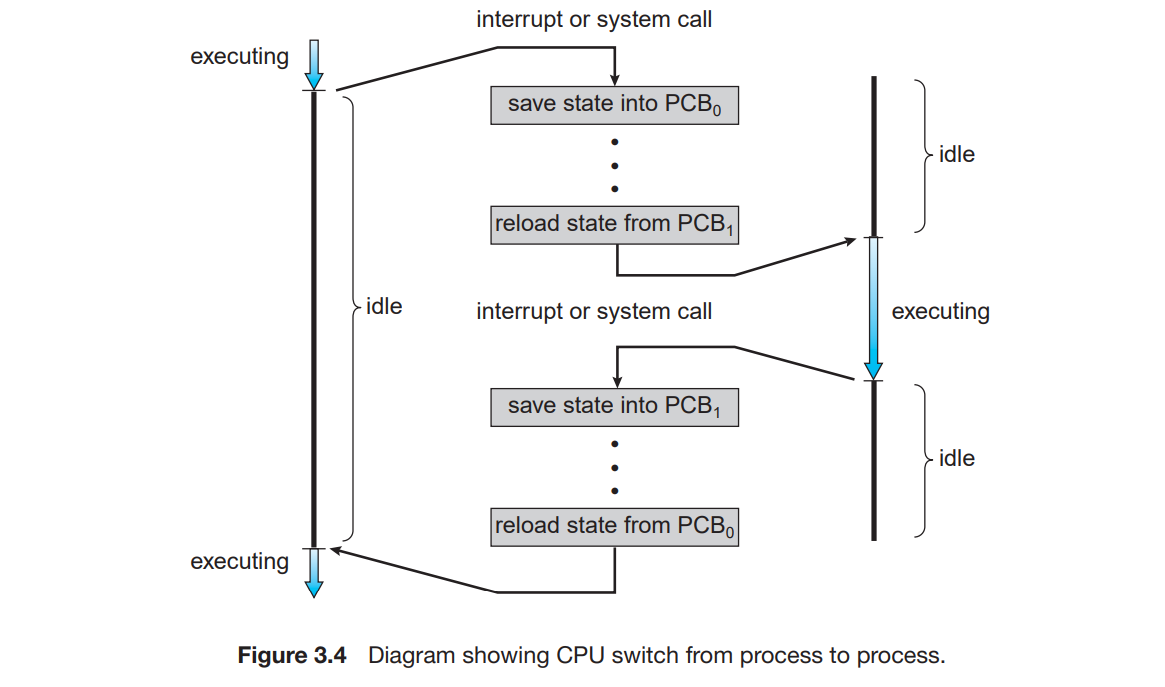 interrupt or system call
executing
save state into PCB₀
idle
reload state from PCB₁
idle
interrupt or system call
executing
save state into PCB₁
idle
reload state from PCB₀
executing
Figure 3.4 Diagram showing CPU switch from process to process.